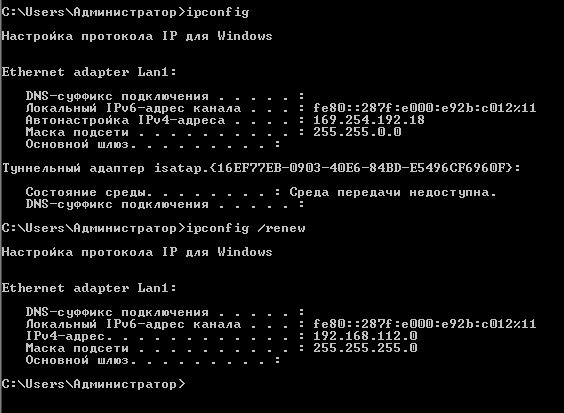 C:\Users\Администратор>ipconfig
Настройка протокола IP для Windows
Ethernet adapter Lan1:
DNS-суффикс подключения . . . . . :
Локальный IPv6-адрес канала . . . : fe80::287f:e000:e92b:c012%11
Автонастройка IPv4-адреса . . . . : 169.254.192.18
Маска подсети . . . . . . . . . . : 255.255.0.0
Основной шлюз. . . . . . . . . :
Туннельный адаптер isatap.{16EF77EB-0903-40E6-84BD-E5496CF6960F}:
Состояние среды. . . . . . . . : Среда передачи недоступна.
DNS-суффикс подключения . . . . . :
C:\Users\Администратор>ipconfig /renew
Настройка протокола IP для Windows
Ethernet adapter Lan1:
DNS-суффикс подключения . . . . . :
Локальный IPv6-адрес канала . . . : fe80::287f:e000:e92b:c012%11
IPv4-адрес. . . . . . . . . . . . : 192.168.112.0
Маска подсети . . . . . . . . . . : 255.255.255.0
Основной шлюз. . . . . . . . . :
C:\Users\Администратор>